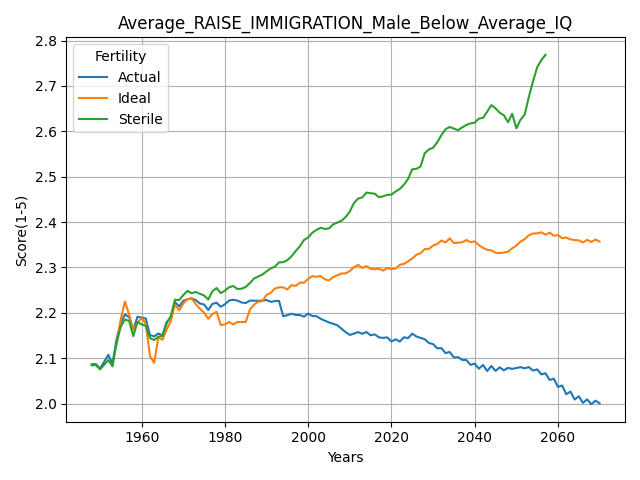 Average_RAISE_IMMIGRATION_Male_Below_Average_IQ
Fertility
Actual
Ideal
Sterile
Score(1-5)
2.8
2.7
2.6
2.5
2.4
2.3
2.2
2.1
2.0
1960 1980 2000 2020 2040 2060
Years